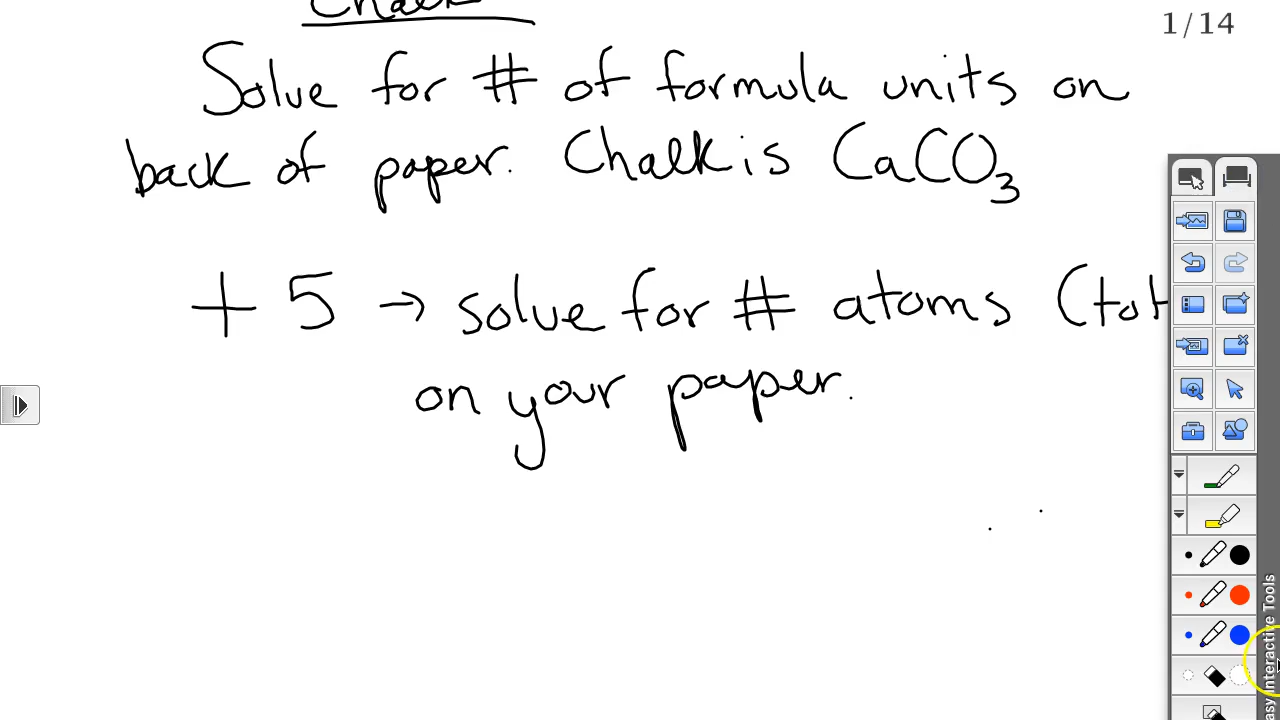 Chalk
1/14
Solve for # of formula units on
back of paper. Chalk is CaCO3
+ 5 → solve for # atoms (tot
on your paper.
Interactive Tools